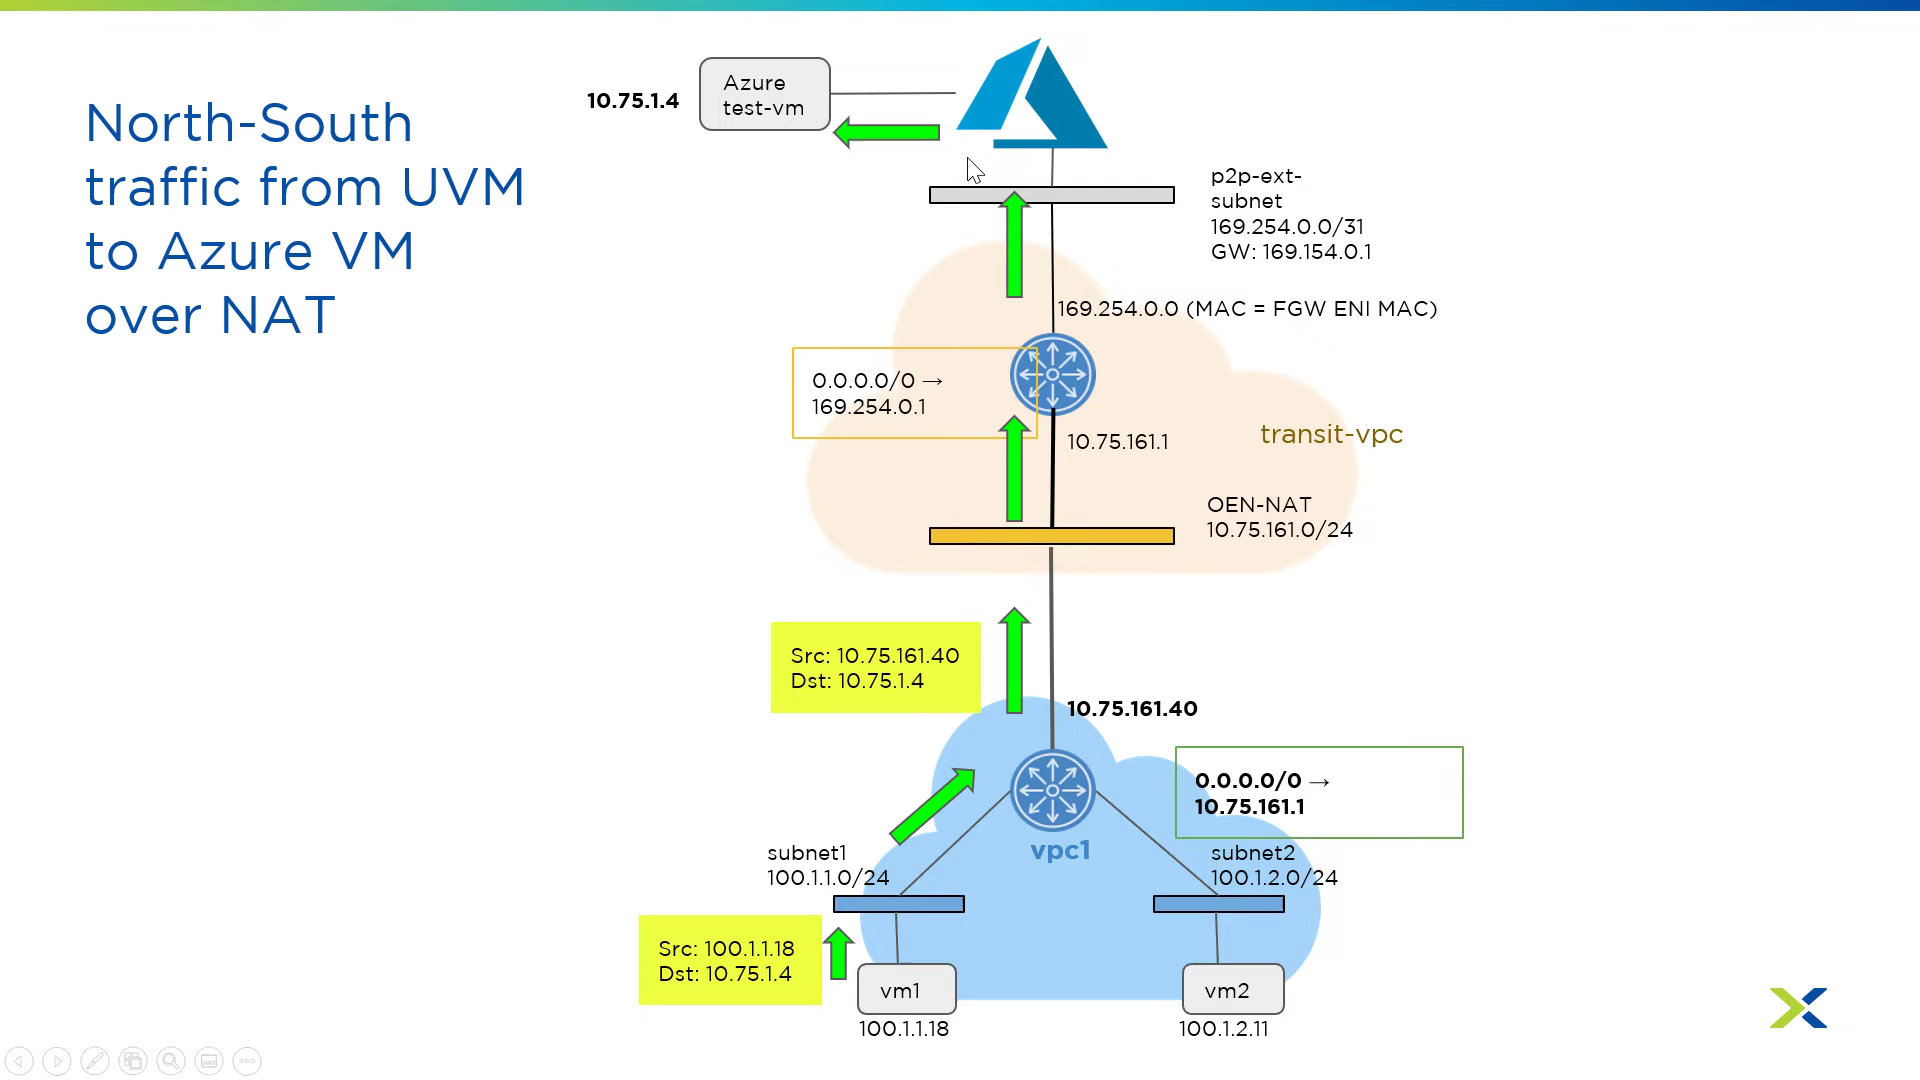 North-South
traffic from UVM
to Azure VM
over NAT
10.75.1.4
Azure
test-vm
p2p-ext-
subnet
169.254.0.0/31
GW: 169.154.0.1
169.254.0.0 (MAC = FGW ENI MAC)
0.0.0.0/0 →
169.254.0.1
10.75.161.1
transit-vpc
OEN-NAT
10.75.161.0/24
Src: 10.75.161.40
Dst: 10.75.1.4
10.75.161.40
0.0.0.0/0 →
10.75.161.1
vpc1
subnet1
100.1.1.0/24
subnet2
100.1.2.0/24
Src: 100.1.1.18
Dst: 10.75.1.4
vm1
100.1.1.18
vm2
100.1.2.11